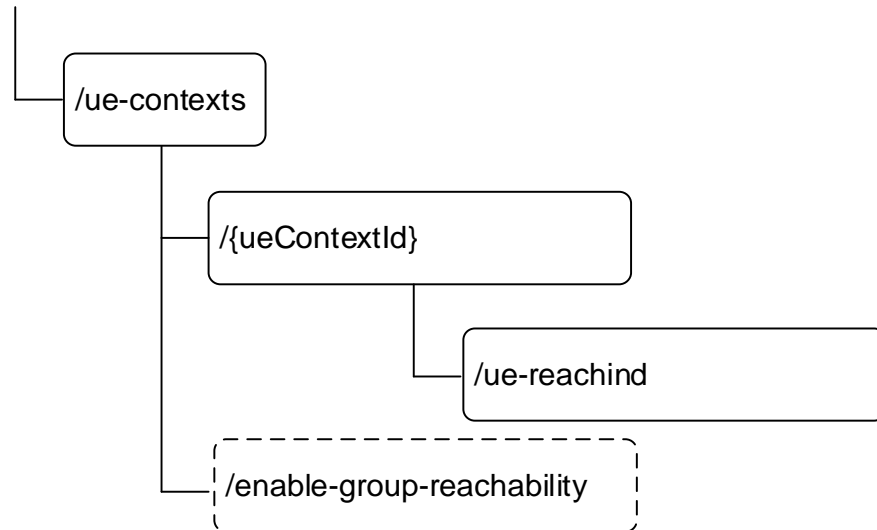 /ue-contexts
/{ueContextId}
/ue-reachind
/enable-group-reachability